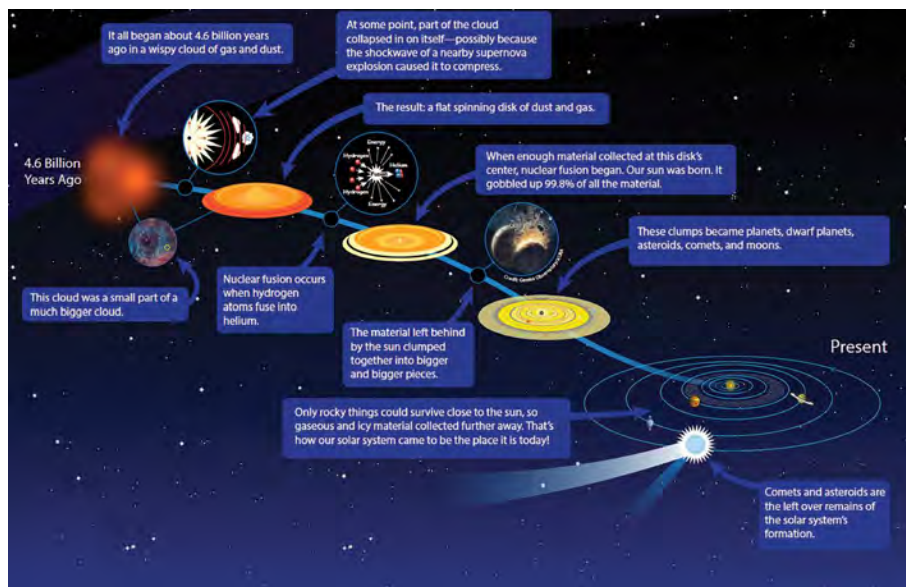 It all began about 4.6 billion years
ago in a wispy cloud of gas and dust.
At some point, part of the cloud
collapsed in on itself—possibly because
the shockwave of a nearby supernova
explosion caused it to compress.
The result: a flat spinning disk of dust and gas.
4.6 Billion
Years Ago
Energy
Hydrogen
Helium
Hydrogen
Energy
When enough material collected at this disk's
center, nuclear fusion began. Our sun was born. It
gobbled up 99.8% of all the material.
These clumps became planets, dwarf planets,
asteroids, comets, and moons.
This cloud was a small part of a
much bigger cloud.
Nuclear fusion occurs
when hydrogen
atoms fuse into
helium.
The material left behind
by the sun clumped
together into bigger
and bigger pieces.
Present
Only rocky things could survive close to the sun, so
gaseous and icy material collected further away. That's
how our solar system came to be the place it is today!
Comets and asteroids are
the left over remains of
the solar system's
formation.